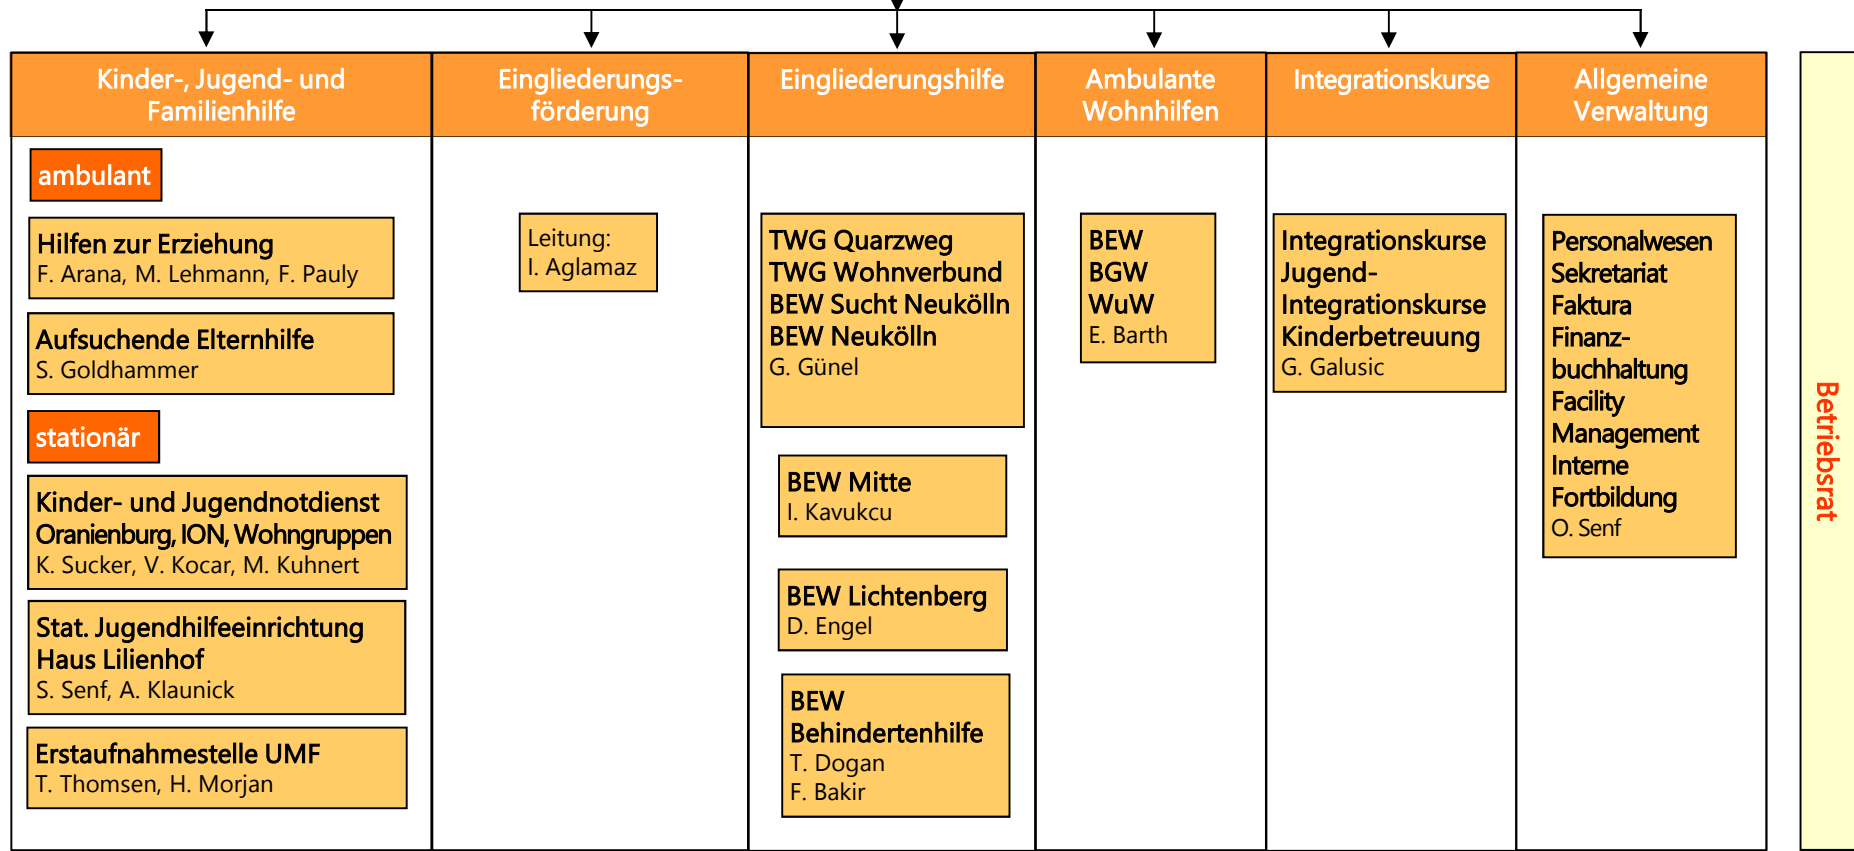 Kinder-, Jugend- und
Familienhilfe
ambulant
Hilfen zur Erziehung
F. Arana, M. Lehmann, F. Pauly
Aufsuchende Elternhilfe
S. Goldhammer
stationär
Kinder- und Jugendnotdienst
Oranienburg, ION, Wohngruppen
K. Sucker, V. Kocar, M. Kuhnert
Stat. Jugendhilfeeinrichtung
Haus Lilienhof
S. Senf, A. Klaunick
Erstaufnahmestelle UMF
T. Thomsen, H. Morjan
Eingliederungs-
förderung
Leitung:
I. Aglamaz
Eingliederungshilfe
TWG Quarzweg
TWG Wohnverbund
BEW Sucht Neukölln
BEW Neukölln
G. Günel
BEW Mitte
I. Kavukcu
BEW Lichtenberg
D. Engel
BEW
Behindertenhilfe
T. Dogan
F. Bakir
Ambulante
Wohnhilfen
BEW
BGW
WuW
E. Barth
Integrationskurse
Integrationskurse
Jugend-
Integrationskurse
Kinderbetreuung
G. Galusic
Allgemeine
Verwaltung
Personalwesen
Sekretariat
Faktura
Finanz-
buchhaltung
Facility
Management
Interne
Fortbildung
O. Senf
Betriebsrat